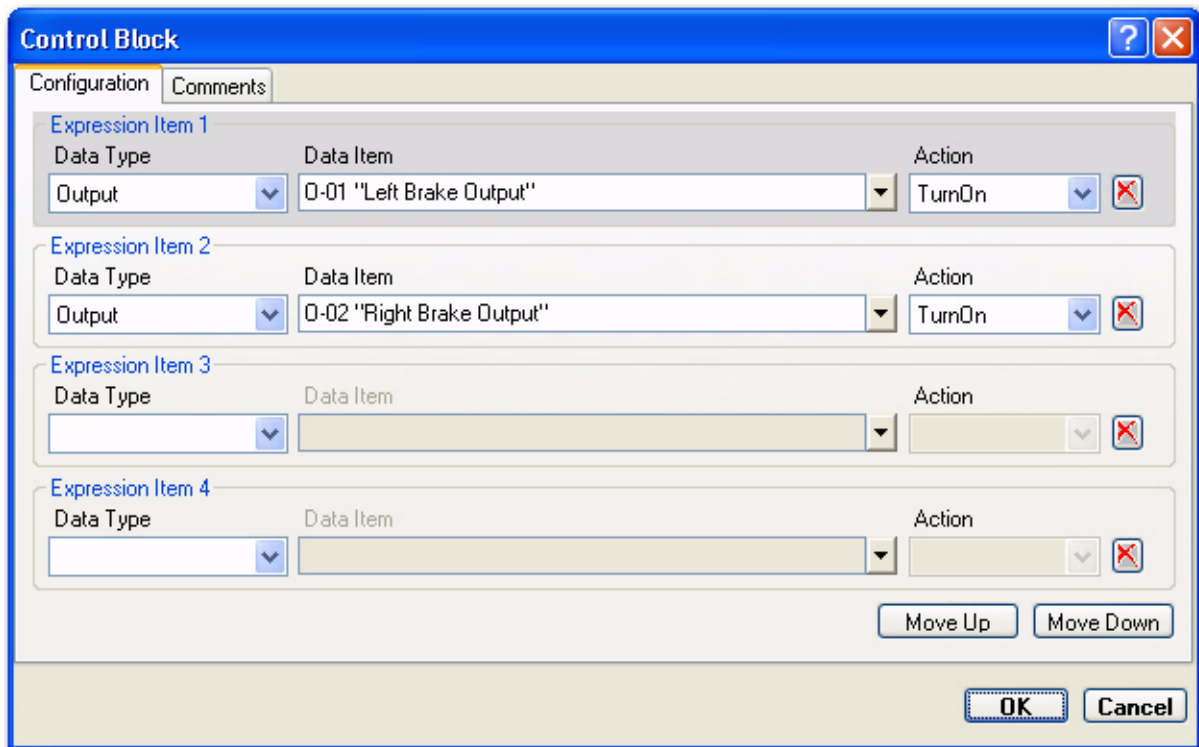 Control Block
?
Configuration Comments
Expression Item 1
Data Type Data Item Action
Output O-01 "Left Brake Output" TurnOn
Expression Item 2
Data Type Data Item Action
Output O-02 "Right Brake Output" TurnOn
Expression Item 3
Data Type Data Item Action
Expression Item 4
Data Type Data Item Action
Move Up Move Down
OK Cancel